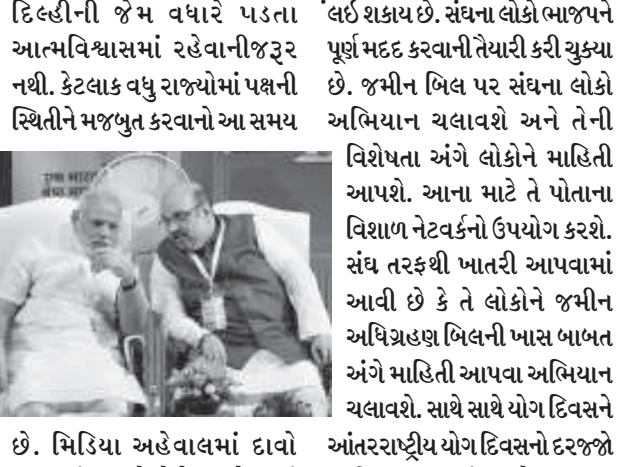 દિલ્હીની જેમ વધારે પડતા
આત્મવિશ્વાસમાં રહેવાનીજરૂર
નથી. કેટલાક વધુ રાજ્યોમાં પક્ષની
સ્થિતીને મજબુત કરવાનો આ સમય
છે. મિડિયા અહેવાલમાં દાવો
લઇ શકાય છે. સંઘના લોકો ભાજપને
પૂર્ણ મદદ કરવાની તૈયારી કરી ચુક્યા
છે. જમીન બિલ પર સંઘના લોકો
અભિયાન ચલાવશે અને તેની
વિશેષતા અંગે લોકોને માહિતી
આપશે. આના માટે તે પોતાના
વિશાળ નેટવર્કનો ઉપયોગ કરશે.
સંઘ તરફથી ખાતરી આપવામાં
આવી છે કે તે લોકોને જમીન
અધિગ્રહણ બિલની ખાસ બાબત
અંગે માહિતી આપવા અભિયાન
ચલાવશે. સાથે સાથે યોગ દિવસને
આંતરરાષ્ટ્રીય યોગ દિવસનો દરજ્જો